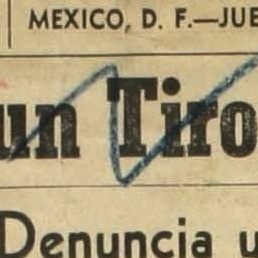 MEXICO, D. F.—JUE
un Tiro
Denuncia u